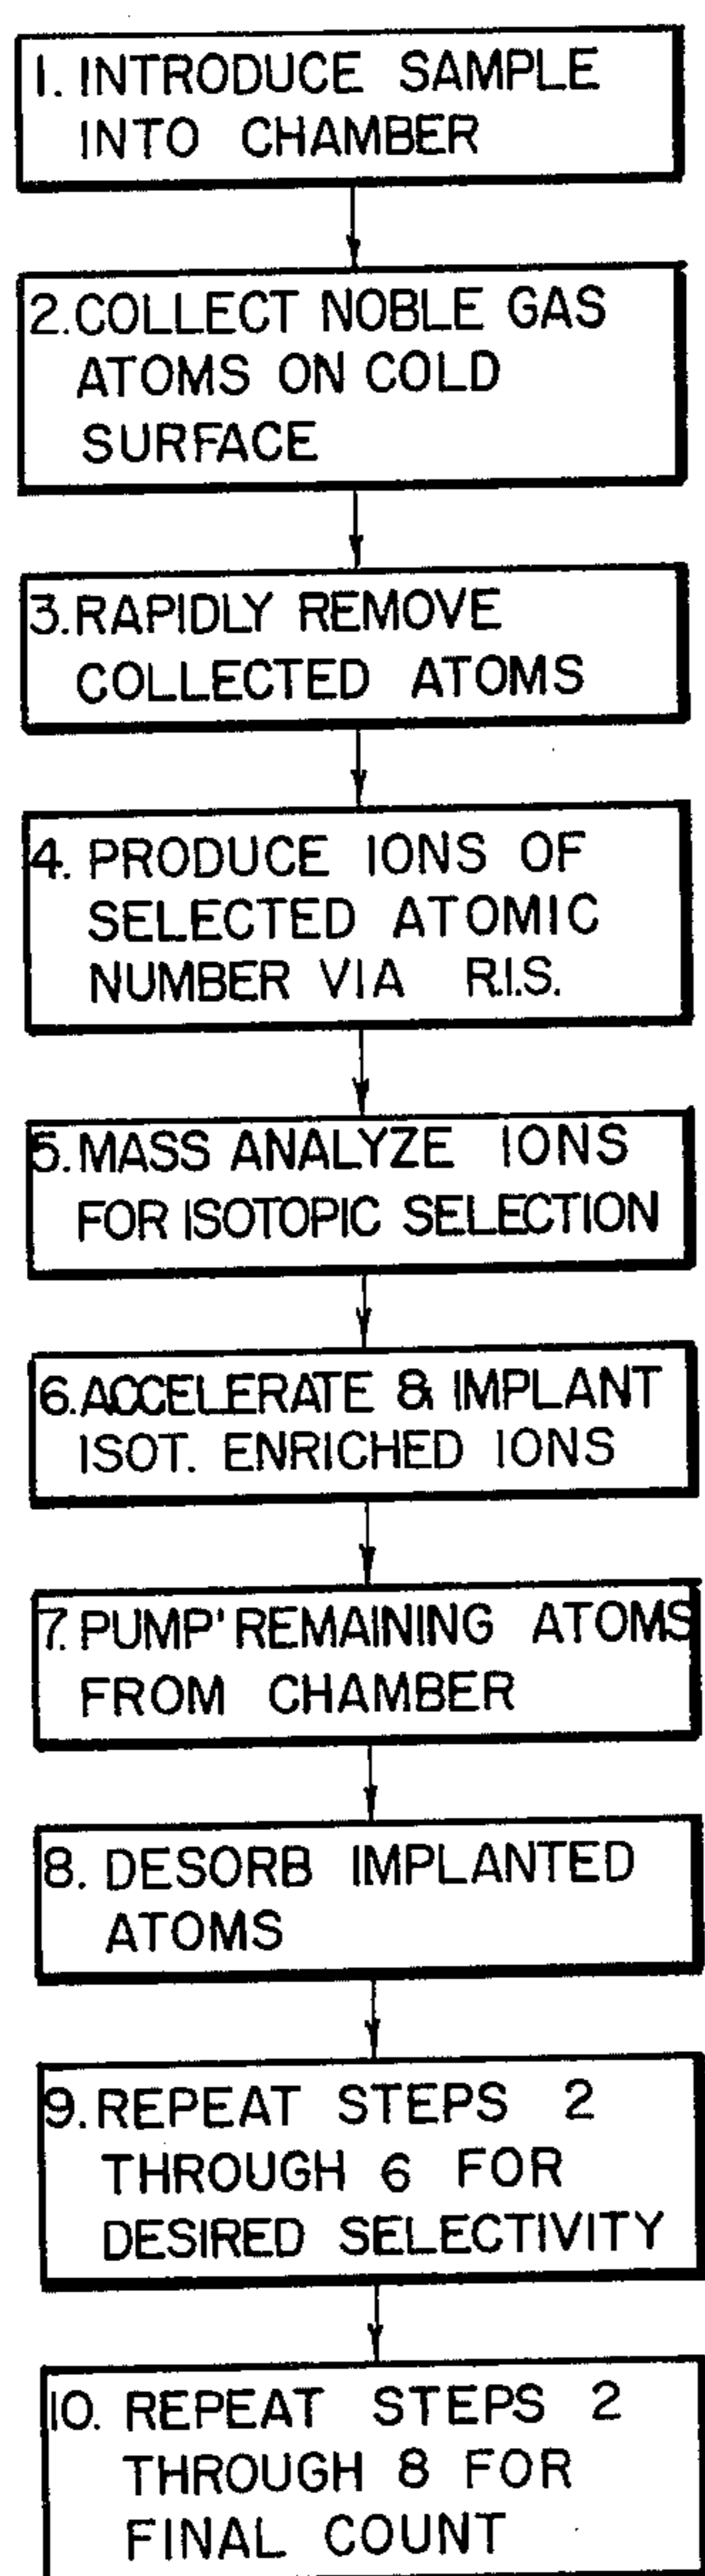 1. INTRODUCE SAMPLE
INTO CHAMBER
2. COLLECT NOBLE GAS
ATOMS ON COLD
SURFACE
3. RAPIDLY REMOVE
COLLECTED ATOMS
4. PRODUCE IONS OF
SELECTED ATOMIC
NUMBER VIA R.I.S.
5. MASS ANALYZE IONS
FOR ISOTOPIC SELECTION
6. ACCELERATE & IMPLANT
ISOT. ENRICHED IONS
7. PUMP' REMAINING ATOMS
FROM CHAMBER
8. DESORB IMPLANTED
ATOMS
9. REPEAT STEPS 2
THROUGH 6 FOR
DESIRED SELECTIVITY
10. REPEAT STEPS 2
THROUGH 8 FOR
FINAL COUNT